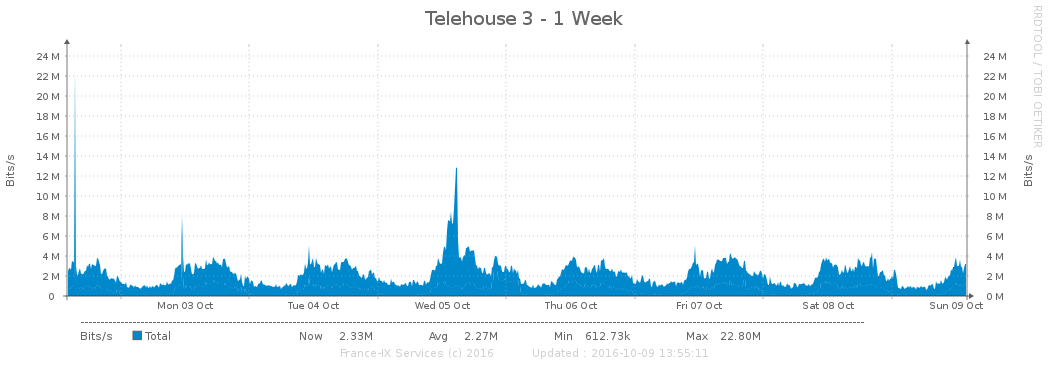 Telehouse 3 - 1 Week
RRDTOOL / TOBI OETIKER
Bits/s
24 M 24 M
22 M 22 M
20 M 20 M
18 M 18 M
16 M 16 M
14 M 14 M
12 M 12 M
10 M 10 M
8 M 8 M
6 M 6 M
4 M 4 M
2 M 2 M
0 0 M
Bits/s
Mon 03 Oct Tue 04 Oct Wed 05 Oct Thu 06 Oct Fri 07 Oct Sat 08 Oct Sun 09 Oct
Bits/s Total Now 2.33M Avg 2.27M Min 612.73k Max 22.80M
France-IX Services (c) 2016 Updated : 2016-10-09 13:55:11